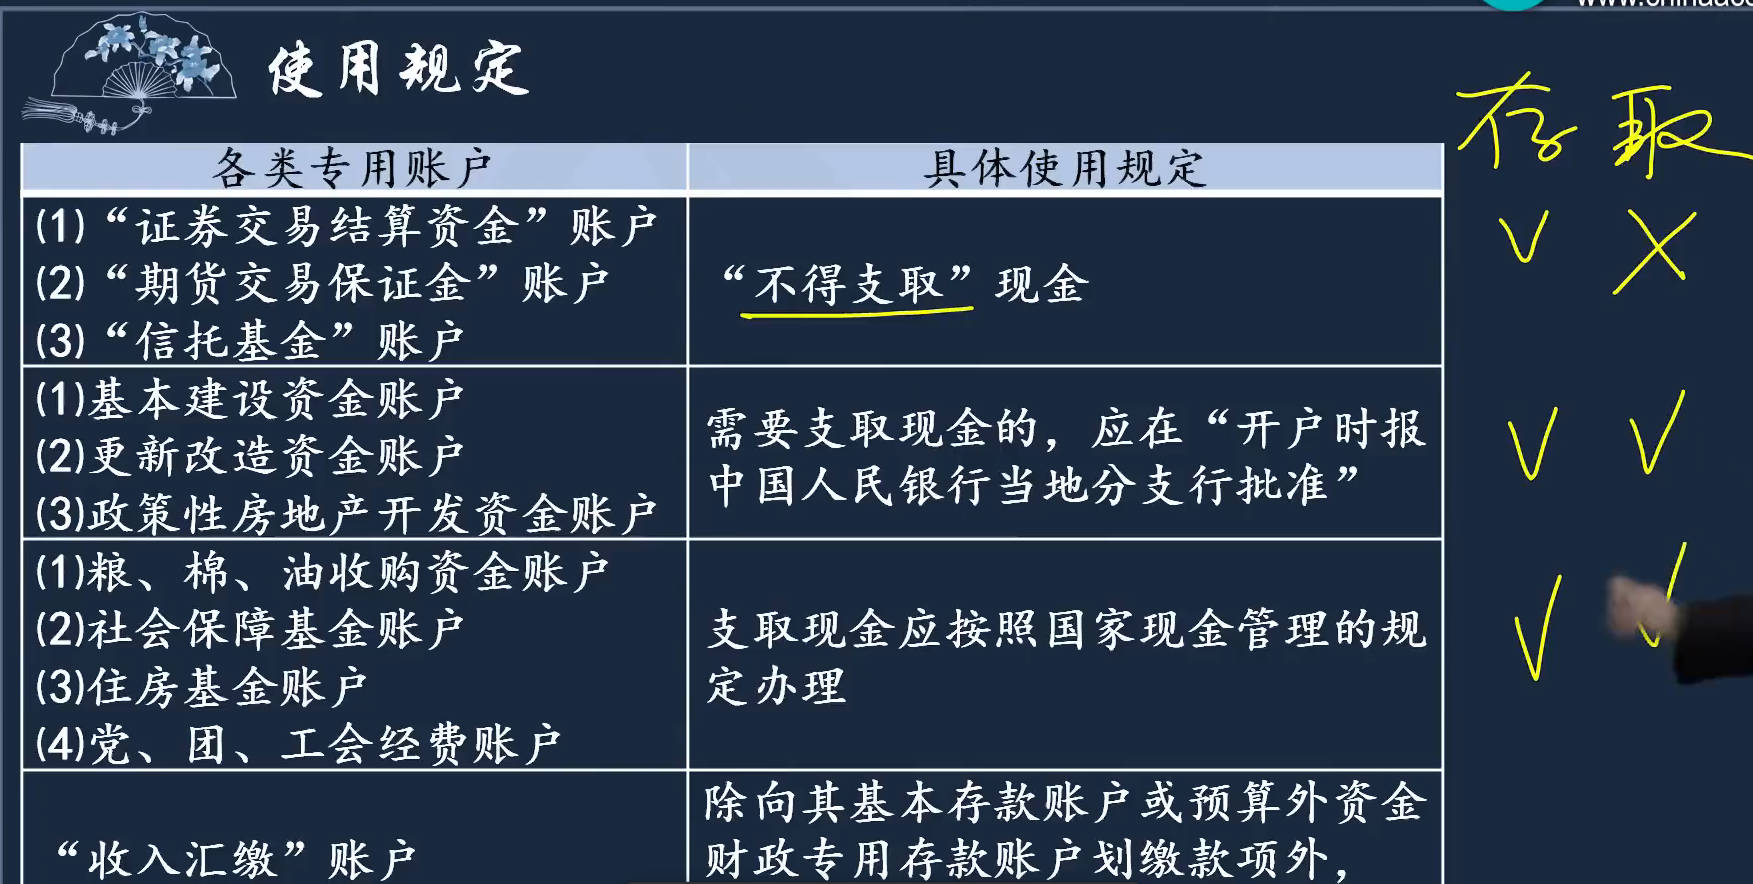 使用规定
存 取
各类专用账户
具体使用规定
(1)“证券交易结算资金”账户
(2)“期货交易保证金”账户
(3)“信托基金”账户
“不得支取”现金
(1)基本建设资金账户
(2)更新改造资金账户
(3)政策性房地产开发资金账户
需要支取现金的，应在“开户时报
中国人民银行当地分支行批准”
(1)粮、棉、油收购资金账户
(2)社会保障基金账户
(3)住房基金账户
(4)党、团、工会经费账户
支取现金应按照国家现金管理的规
定办理
“收入汇缴”账户
除向其基本存款账户或预算外资金
财政专用存款账户划缴款项外，